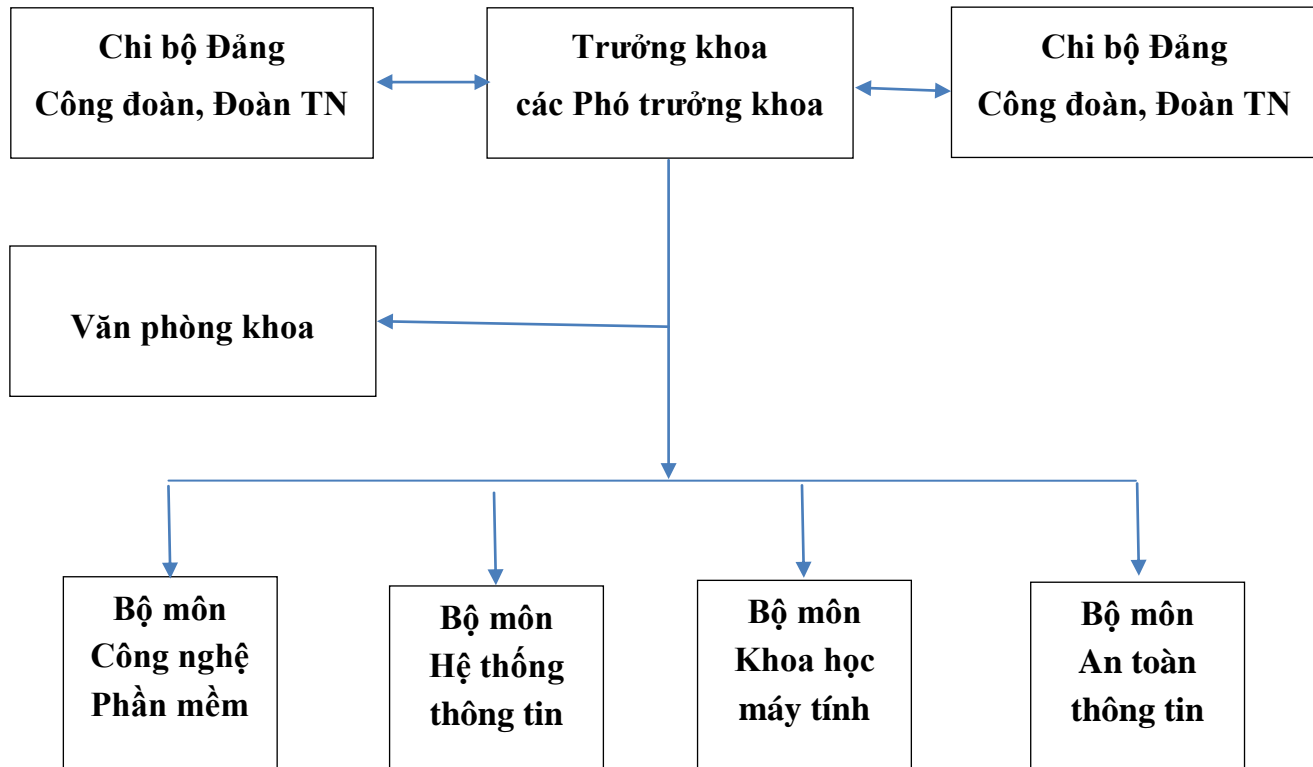 Chi bộ Đảng
Công đoàn, Đoàn TN
Trưởng khoa
các Phó trưởng khoa
Chi bộ Đảng
Công đoàn, Đoàn TN
Văn phòng khoa
Bộ môn
Công nghệ
Phần mềm
Bộ môn
Hệ thống
thông tin
Bộ môn
Khoa học
máy tính
Bộ môn
An toàn
thông tin